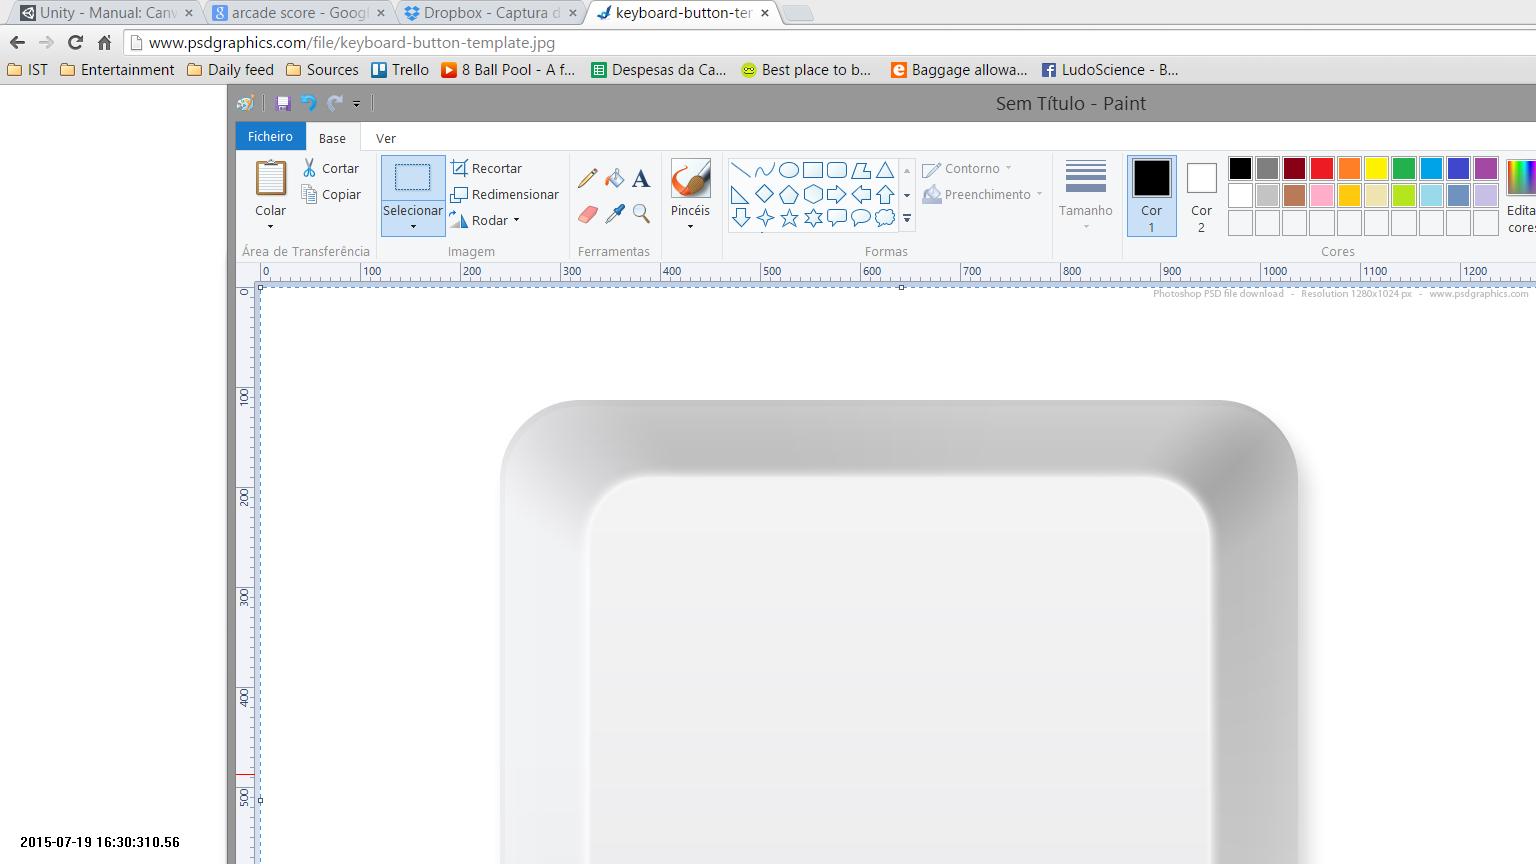 Unity - Manual: Canv
arcade score - Googl
Dropbox - Captura d
keyboard-button-ter
www.psdgraphics.com/file/keyboard-button-template.jpg
IST Entertainment Daily feed Sources Trello 8 Ball Pool - A f... Despesas da Ca... Best place to b... Baggage allowa... LudoScience - B...
Sem Título - Paint
Ficheiro Base Ver
Colar
Cortar
Copiar
Área de Transferência
Selecionar
Recortar
Redimensionar
Rodar
Imagem
A
Ferramentas
Pincéis
Formas
Contorno
Preenchimento
Tamanho
Cor
1
Cor
2
Cores
Edita
cores
0 100 200 300 400 500 600 700 800 900 1000 1100 1200
Photoshop PSD file download - Resolution 1280x1024 px - www.psdgraphics.com
0
100
200
300
400
500
2015-07-19 16:30:310.56